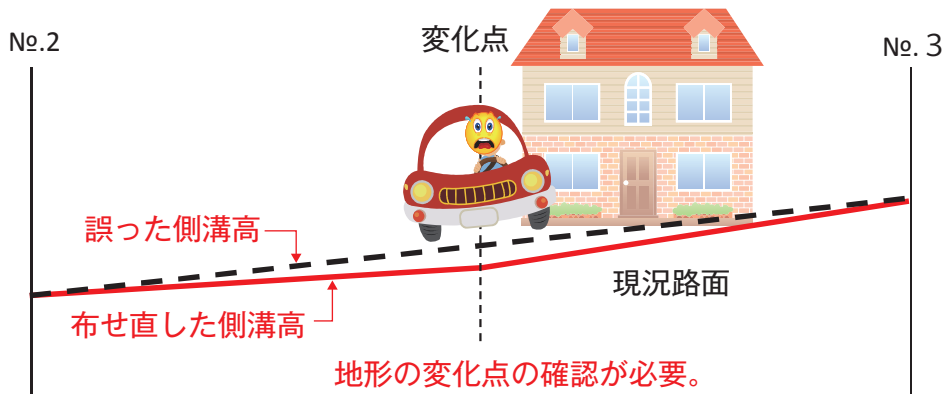 №.2
変化点
№.３
誤った側溝高
現況路面
布せ直した側溝高
地形の変化点の確認が必要。